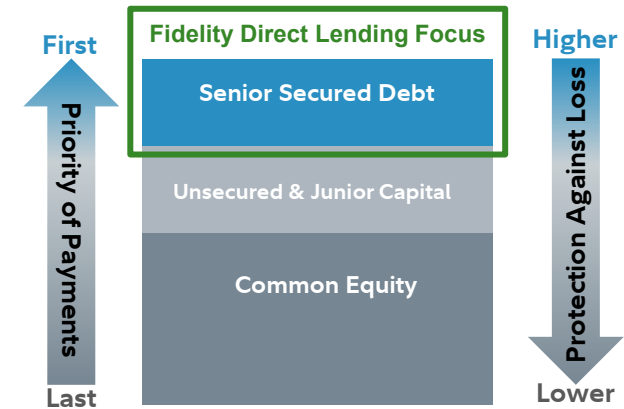 Fidelity Direct Lending Focus
First
Higher
Senior Secured Debt
Priority of Payments
Protection Against Loss
Unsecured & Junior Capital
Common Equity
Last
Lower